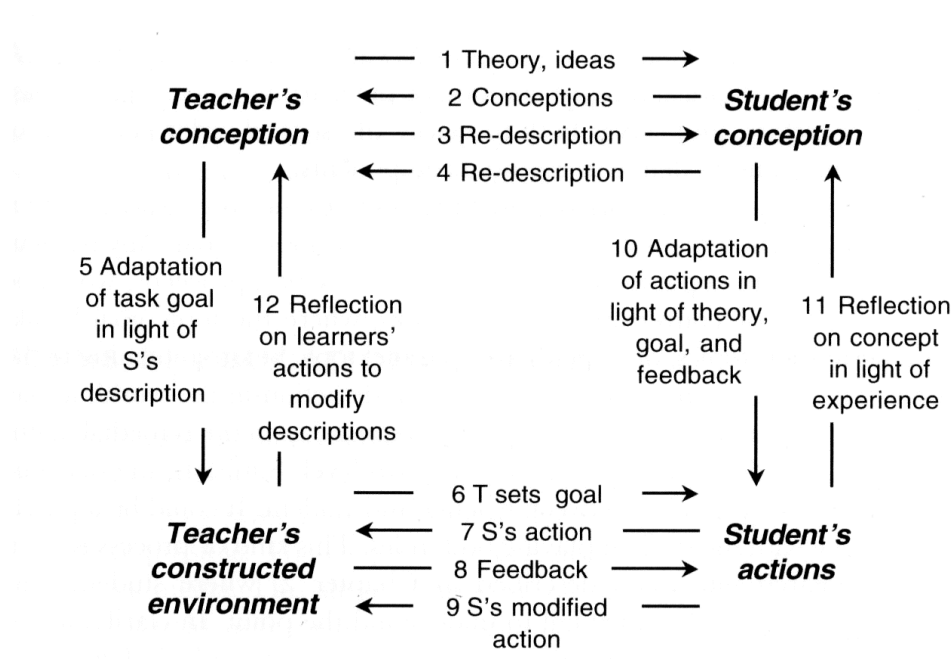 1 Theory, ideas
Teacher’s
conception
2 Conceptions
3 Re-description
4 Re-description
Student’s
conception
5 Adaptation
of task goal
in light of
S’s
description
12 Reflection
on learners’
actions to
modify
descriptions
10 Adaptation
of actions in
light of theory,
goal, and
feedback
11 Reflection
on concept
in light of
experience
Teacher’s
constructed
environment
6 T sets goal
7 S’s action
8 Feedback
9 S’s modified
action
Student’s
actions